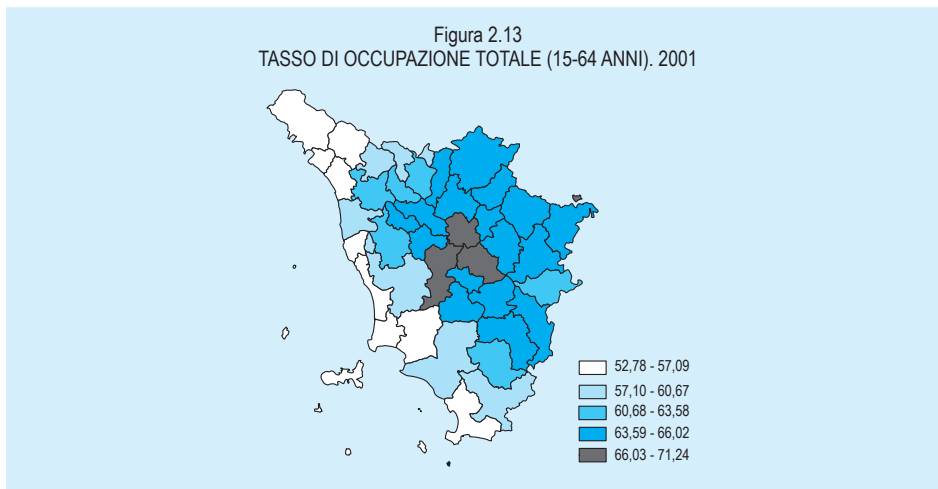 Figura 2.13
TASSO DI OCCUPAZIONE TOTALE (15-64 ANNI). 2001
52,78 - 57,09
57,10 - 60,67
60,68 - 63,58
63,59 - 66,02
66,03 - 71,24